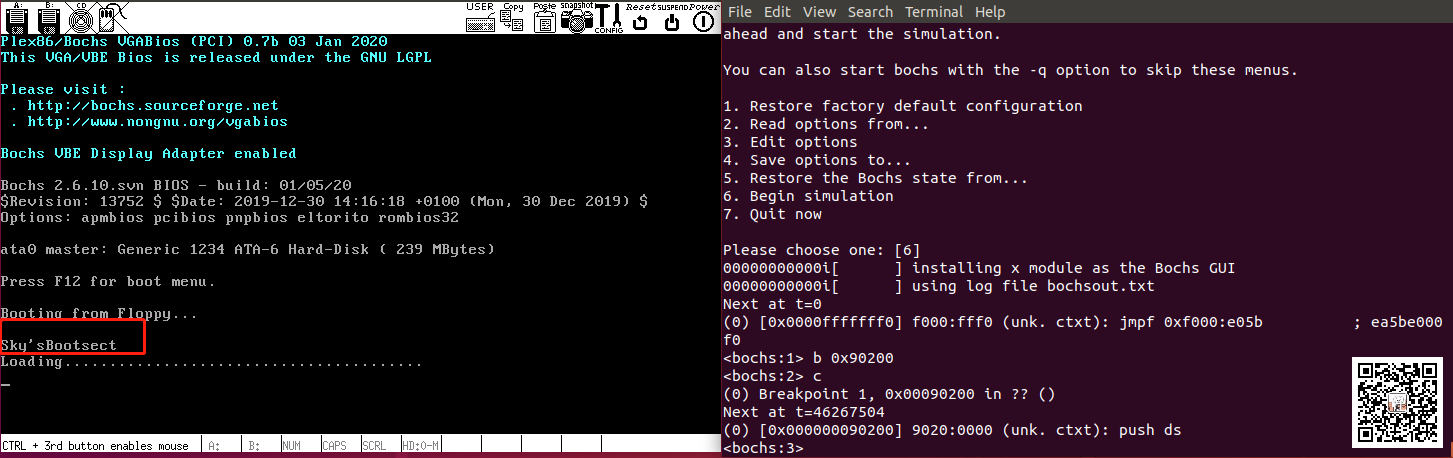 A:
B:
CD
USER
Copy
Paste
snapshot
CONFIG
Reset
SUSPEND
Power
Plex86/Bochs VGABios (PCI) 0.7b 03 Jan 2020
This VGA/VBE Bios is released under the GNU LGPL
Please visit :
. http://bochs.sourceforge.net
. http://www.nongnu.org/vgabios
Bochs VBE Display Adapter enabled
Bochs 2.6.10.svn BIOS - build: 01/05/20
$Revision: 13752 $ $Date: 2019-12-30 14:16:18 +0100 (Mon, 30 Dec 2019) $
Options: apmbios pcibios pnpbios eltorito rombios32
ata0 master: Generic 1234 ATA-6 Hard-Disk ( 239 MBytes)
Press F12 for boot menu.
Booting from Floppy...
Sky'sBootsect
Loading........................................
_
CTRL + 3rd button enables mouse A: B: NUM CAPS SCRL HD:0-M
File Edit View Search Terminal Help
ahead and start the simulation.
You can also start bochs with the -q option to skip these menus.
1. Restore factory default configuration
2. Read options from...
3. Edit options
4. Save options to...
5. Restore the Bochs state from...
6. Begin simulation
7. Quit now
Please choose one: [6]
00000000000i[      ] installing x module as the Bochs GUI
00000000000i[      ] using log file bochsout.txt
Next at t=0
(0) [0x0000fffffff0] f000:fff0 (unk. ctxt): jmpf 0xf000:e05b          ; ea5be000
f0
<bochs:1> b 0x90200
<bochs:2> c
(0) Breakpoint 1, 0x00090200 in ?? ()
Next at t=46267504
(0) [0x000000090200] 9020:0000 (unk. ctxt): push ds
<bochs:3>